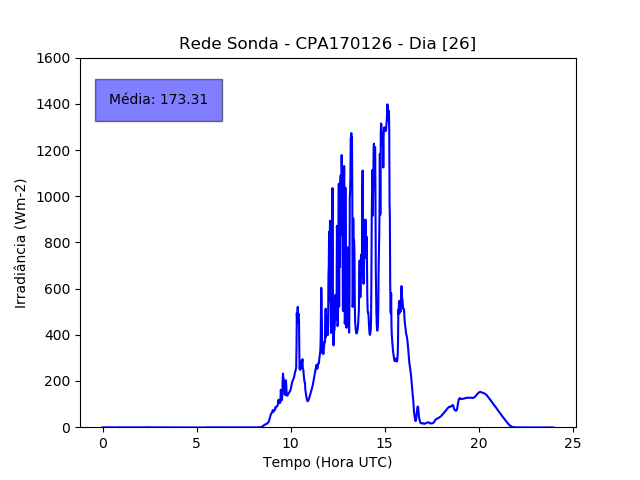 Rede Sonda - CPA170126 - Dia [26]
Média: 173.31
Irradiância (Wm-2)
1600
1400
1200
1000
800
600
400
200
0
0 5 10 15 20 25
Tempo (Hora UTC)